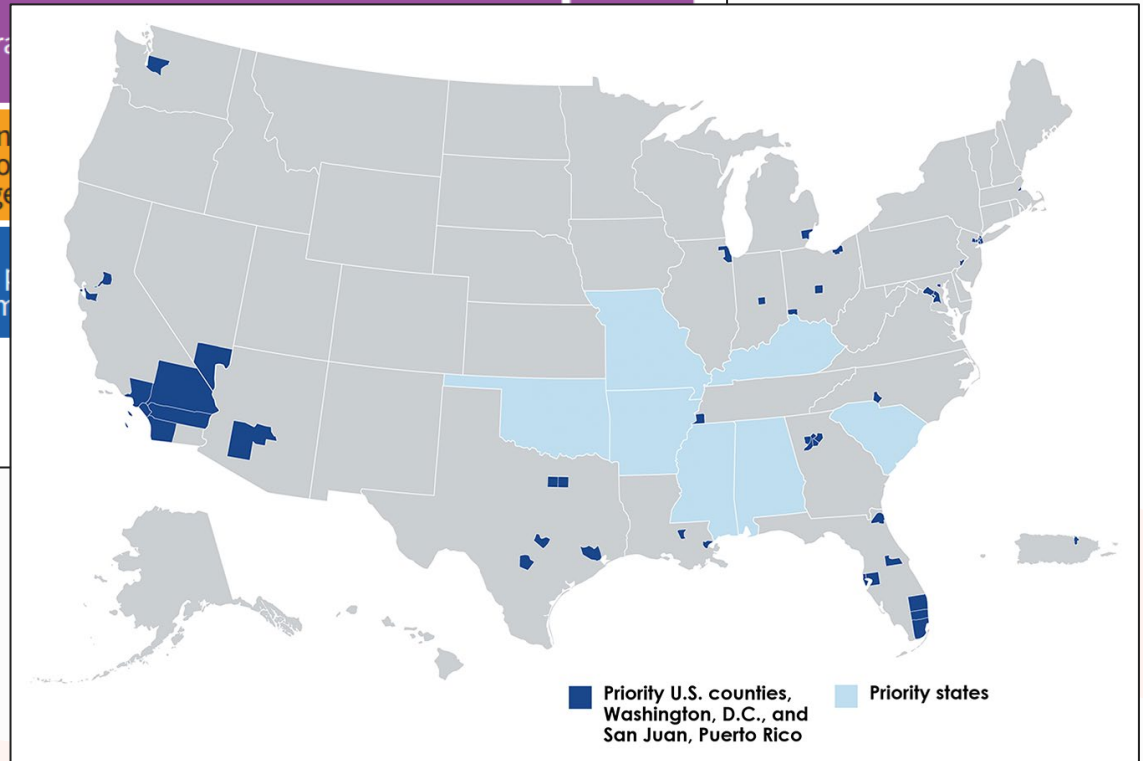 Priority U.S. counties,
Washington, D.C., and
San Juan, Puerto Rico
Priority states